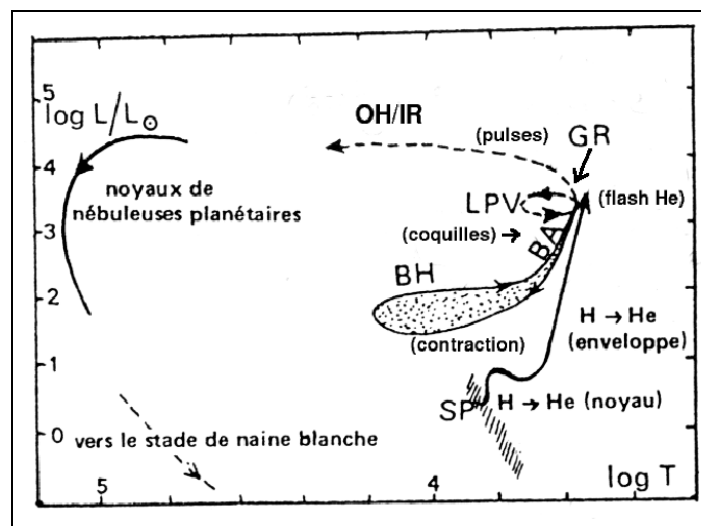 5
log L/L⊙
4
3
2
1
0
OH/IR
(pulses)
GR
(flash He)
LPV
noyaux de
nébuleuses planétaires
(coquilles) →
BA
BH
(contraction)
H → He
(enveloppe)
SP
H → He (noyau)
vers le stade de naine blanche
5
4
log T